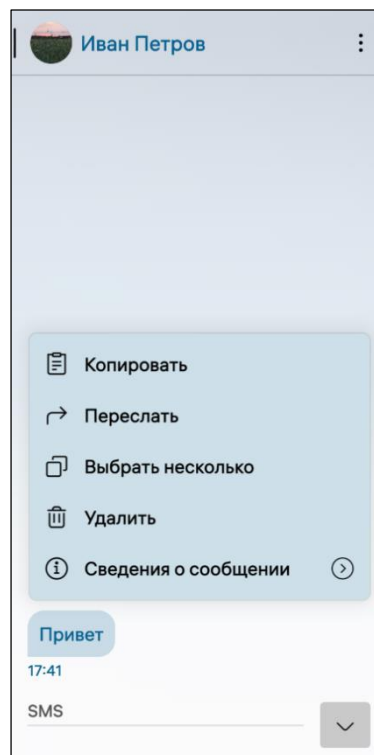 Иван Петров
Копировать
Переслать
Выбрать несколько
Удалить
Сведения о сообщении
Привет
17:41
SMS